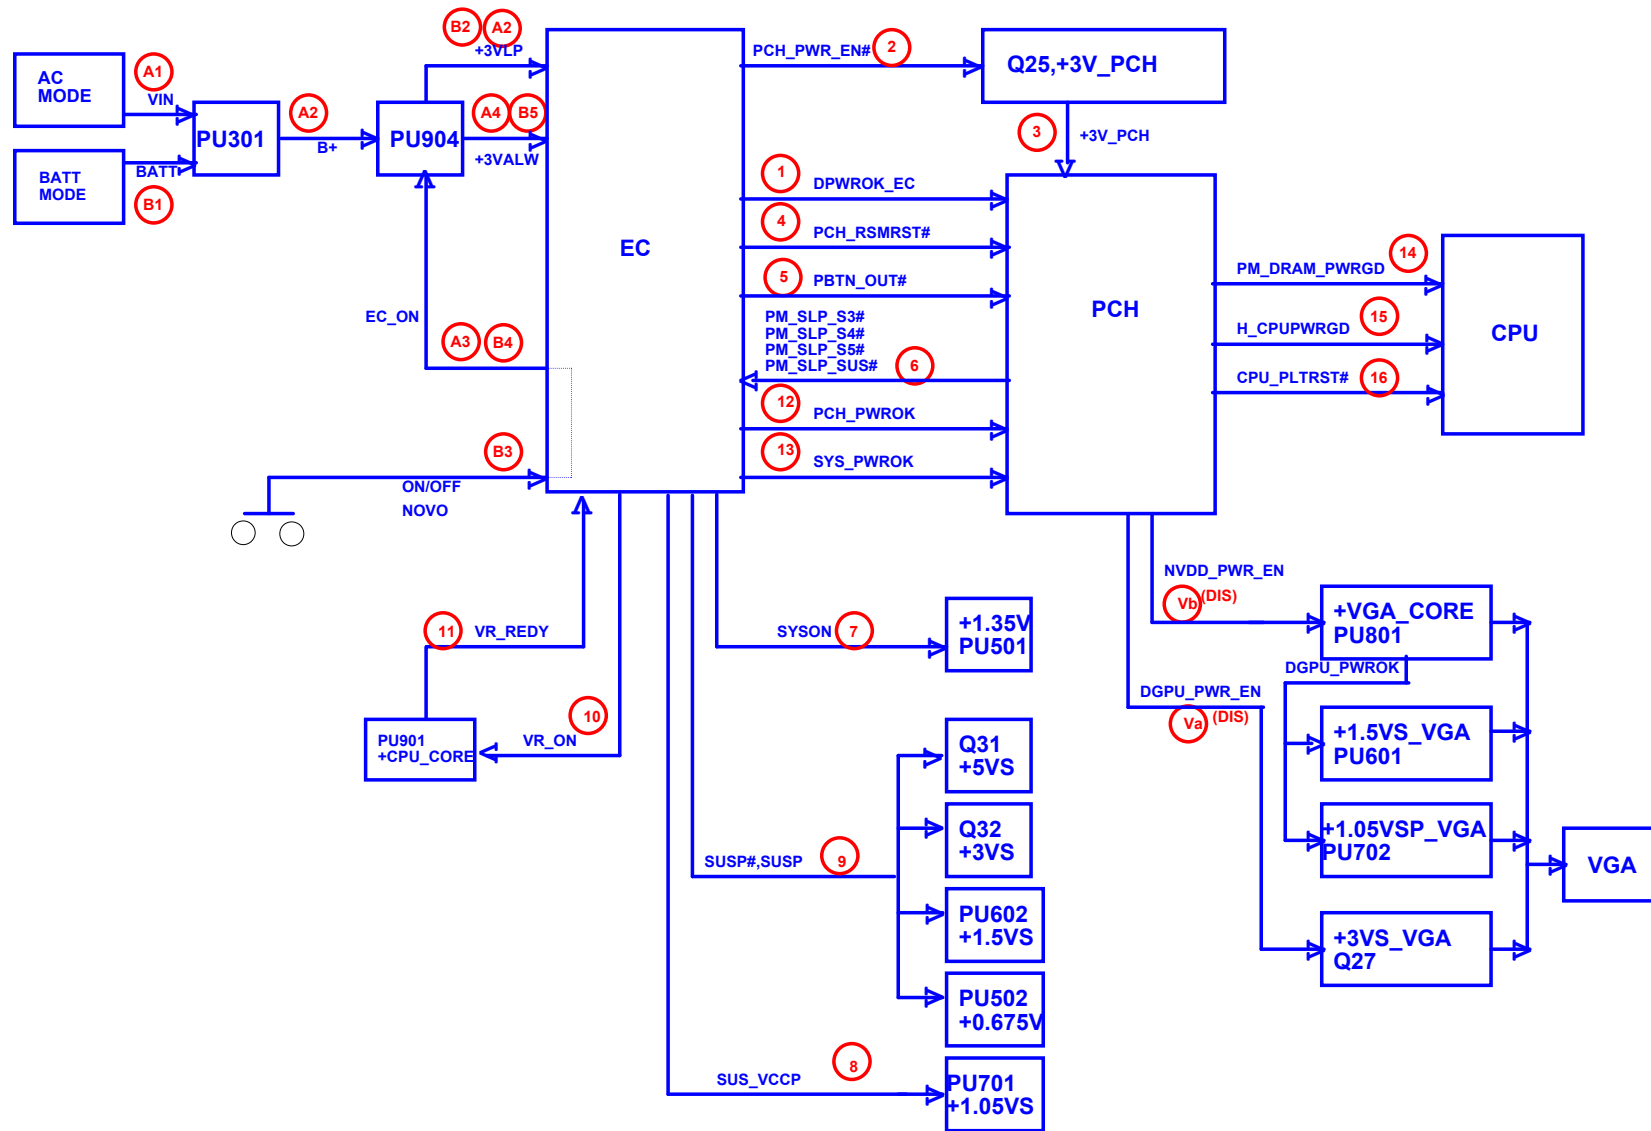 B2
A2
+3VLP
AC
MODE
A1
VIN
PU301
A2
B+
PU904
A4
B5
+3VALW
BATT
MODE
BATT
B1
EC_ON
A3
B4
B3
ON/OFF
NOVO
EC
PCH_PWR_EN#
2
Q25,+3V_PCH
3
+3V_PCH
1
DPWROK_EC
4
PCH_RSMRST#
5
PBTN_OUT#
PM_SLP_S3#
PM_SLP_S4#
PM_SLP_S5#
PM_SLP_SUS#
6
12
PCH_PWROK
13
SYS_PWROK
PCH
PM_DRAM_PWRGD
14
H_CPUPWRGD
15
CPU_PLTRST#
16
CPU
11
VR_REDY
10
VR_ON
PU901
+CPU_CORE
SYSON
7
+1.35V
PU501
Q31
+5VS
Q32
+3VS
SUSP#,SUSP
9
PU602
+1.5VS
PU502
+0.675V
SUS_VCCP
8
PU701
+1.05VS
NVDD_PWR_EN
Vb
(DIS)
DGPU_PWR_EN
Va
(DIS)
+VGA_CORE
PU801
DGPU_PWROK
+1.5VS_VGA
PU601
+1.05VSP_VGA
PU702
+3VS_VGA
Q27
VGA